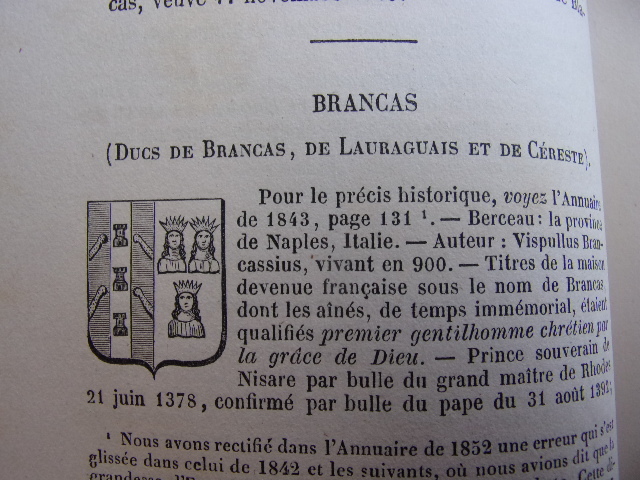 cas, veuve
BRANCAS
(DUCS DE BRANCAS, DE LAURAGUAIS ET DE CÉRESTE).
Pour le précis historique, voyez l'Annuaire
de 1843, page 131 ¹. — Berceau : la province
de Naples, Italie. — Auteur : Vispullus Bran-
cassius, vivant en 900. — Titres de la maison
devenue française sous le nom de Brancas
dont les aînés, de temps immémorial, étaient
qualifiés premier gentilhomme chrétien par
la grâce de Dieu. — Prince souverain de
Nisare par bulle du grand maître de Rhodes
21 juin 1378, confirmé par bulle du pape du 31 août 1392;
¹ Nous avons rectifié dans l'Annuaire de 1852 une erreur qui s'est
glissée dans celui de 1842 et les suivants, où nous avions dit que la